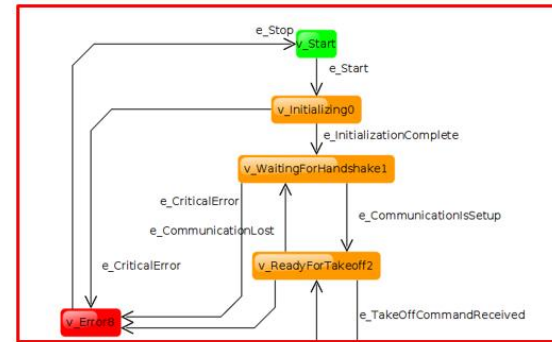 e_Stop
v_Start
e_Start
v_Initializing0
e_InitializationComplete
v_WaitingForHandshake1
e_CriticalError
e_CommunicationIsSetup
e_CommunicationLost
e_CriticalError
v_ReadyForTakeoff2
e_TakeOffCommandReceived
v_Error8